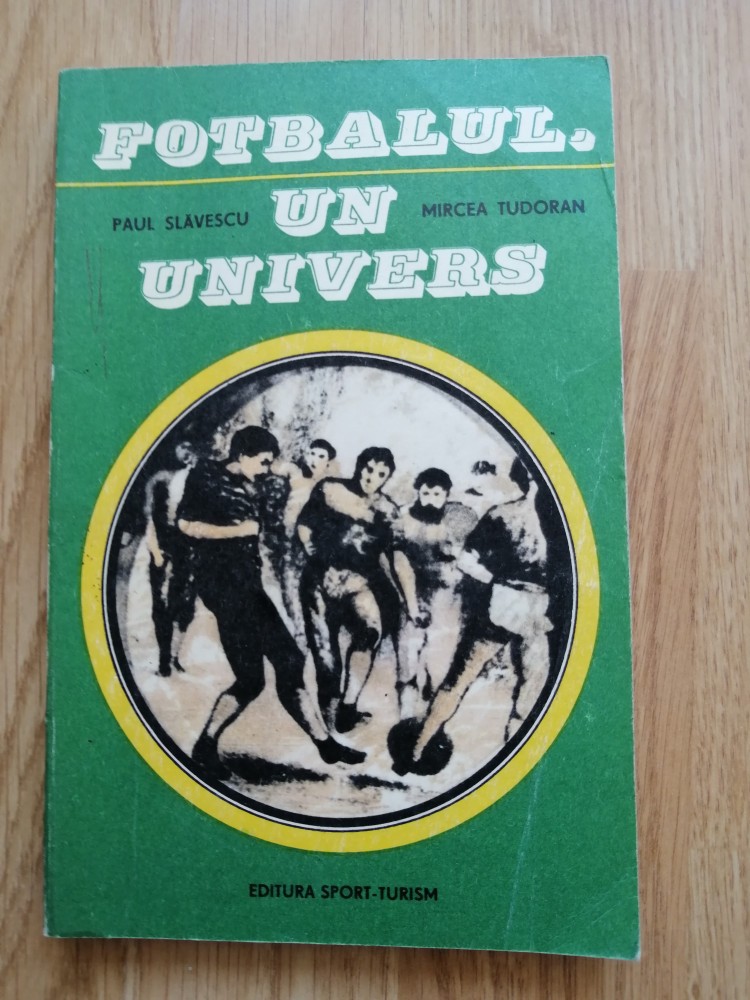 FOTBALUL,
PAUL SLĂVESCU UN MIRCEA TUDORAN
UNIVERS
EDITURA SPORT-TURISM